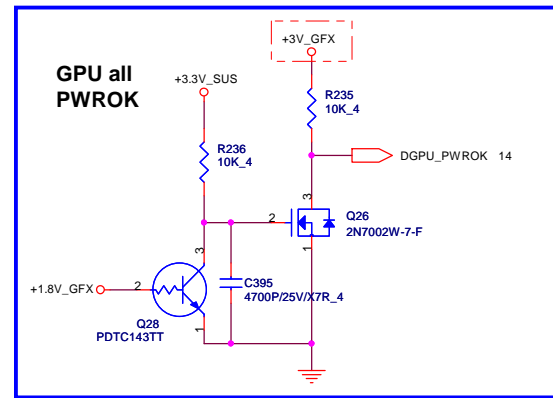 +3V_GFX
GPU all
PWROK
+3.3V_SUS
R235
10K_4
R236
10K_4
DGPU_PWROK 14
3
2
Q26
2N7002W-7-F
1
3
C395
4700P/25V/X7R_4
+1.8V_GFX
2
Q28
PDTC143TT
1